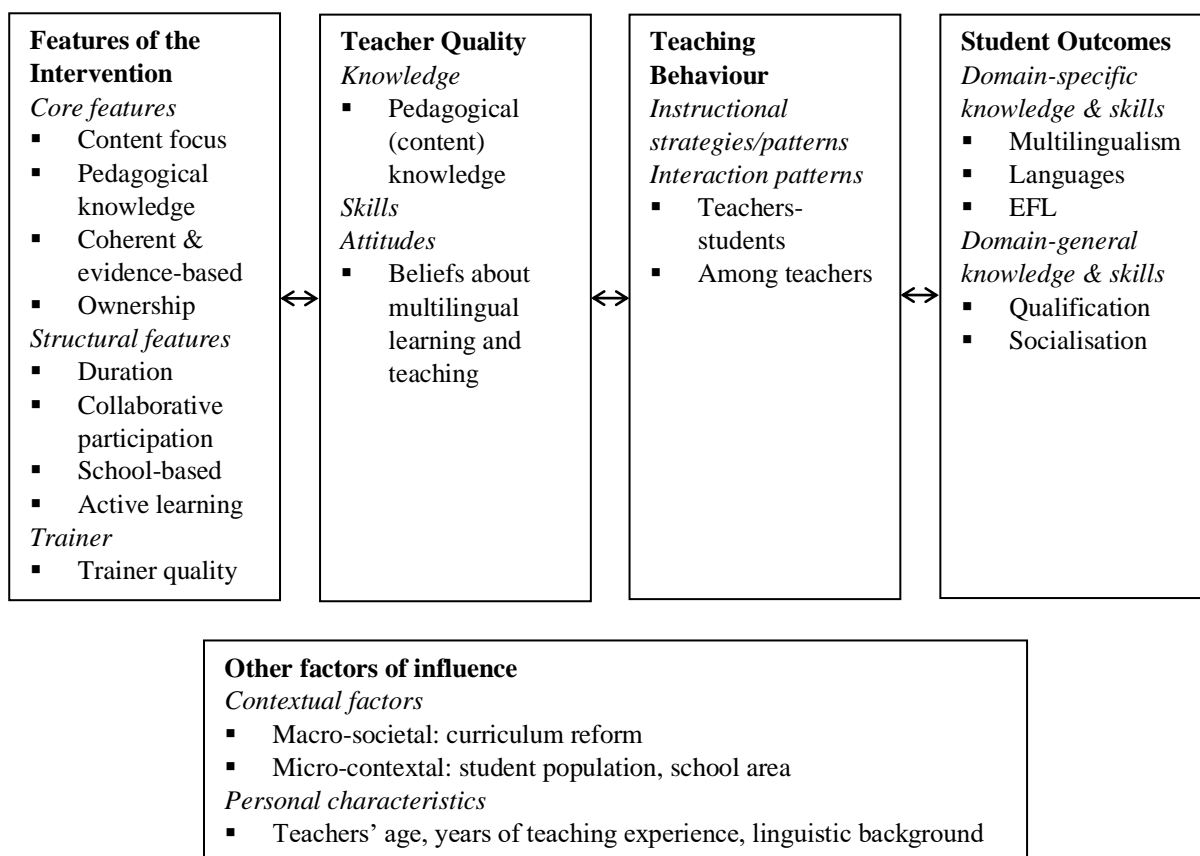 Features of the
Intervention
Core features
▪ Content focus
▪ Pedagogical
knowledge
▪ Coherent &
evidence-based
▪ Ownership
Structural features
▪ Duration
▪ Collaborative
participation
▪ School-based
▪ Active learning
Trainer
▪ Trainer quality
Teacher Quality
Knowledge
▪ Pedagogical
(content)
knowledge
Skills
Attitudes
▪ Beliefs about
multilingual
learning and
teaching
Teaching
Behaviour
Instructional
strategies/patterns
Interaction patterns
▪ Teachers-
students
▪ Among teachers
Student Outcomes
Domain-specific
knowledge & skills
▪ Multilingualism
▪ Languages
▪ EFL
Domain-general
knowledge & skills
▪ Qualification
▪ Socialisation
Other factors of influence
Contextual factors
▪ Macro-societal: curriculum reform
▪ Micro-contextal: student population, school area
Personal characteristics
▪ Teachers’ age, years of teaching experience, linguistic background